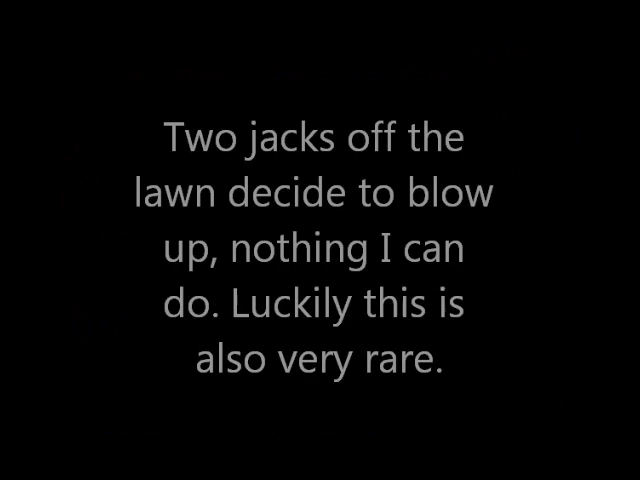 Two jacks off the
lawn decide to blow
up, nothing I can
do. Luckily this is
also very rare.